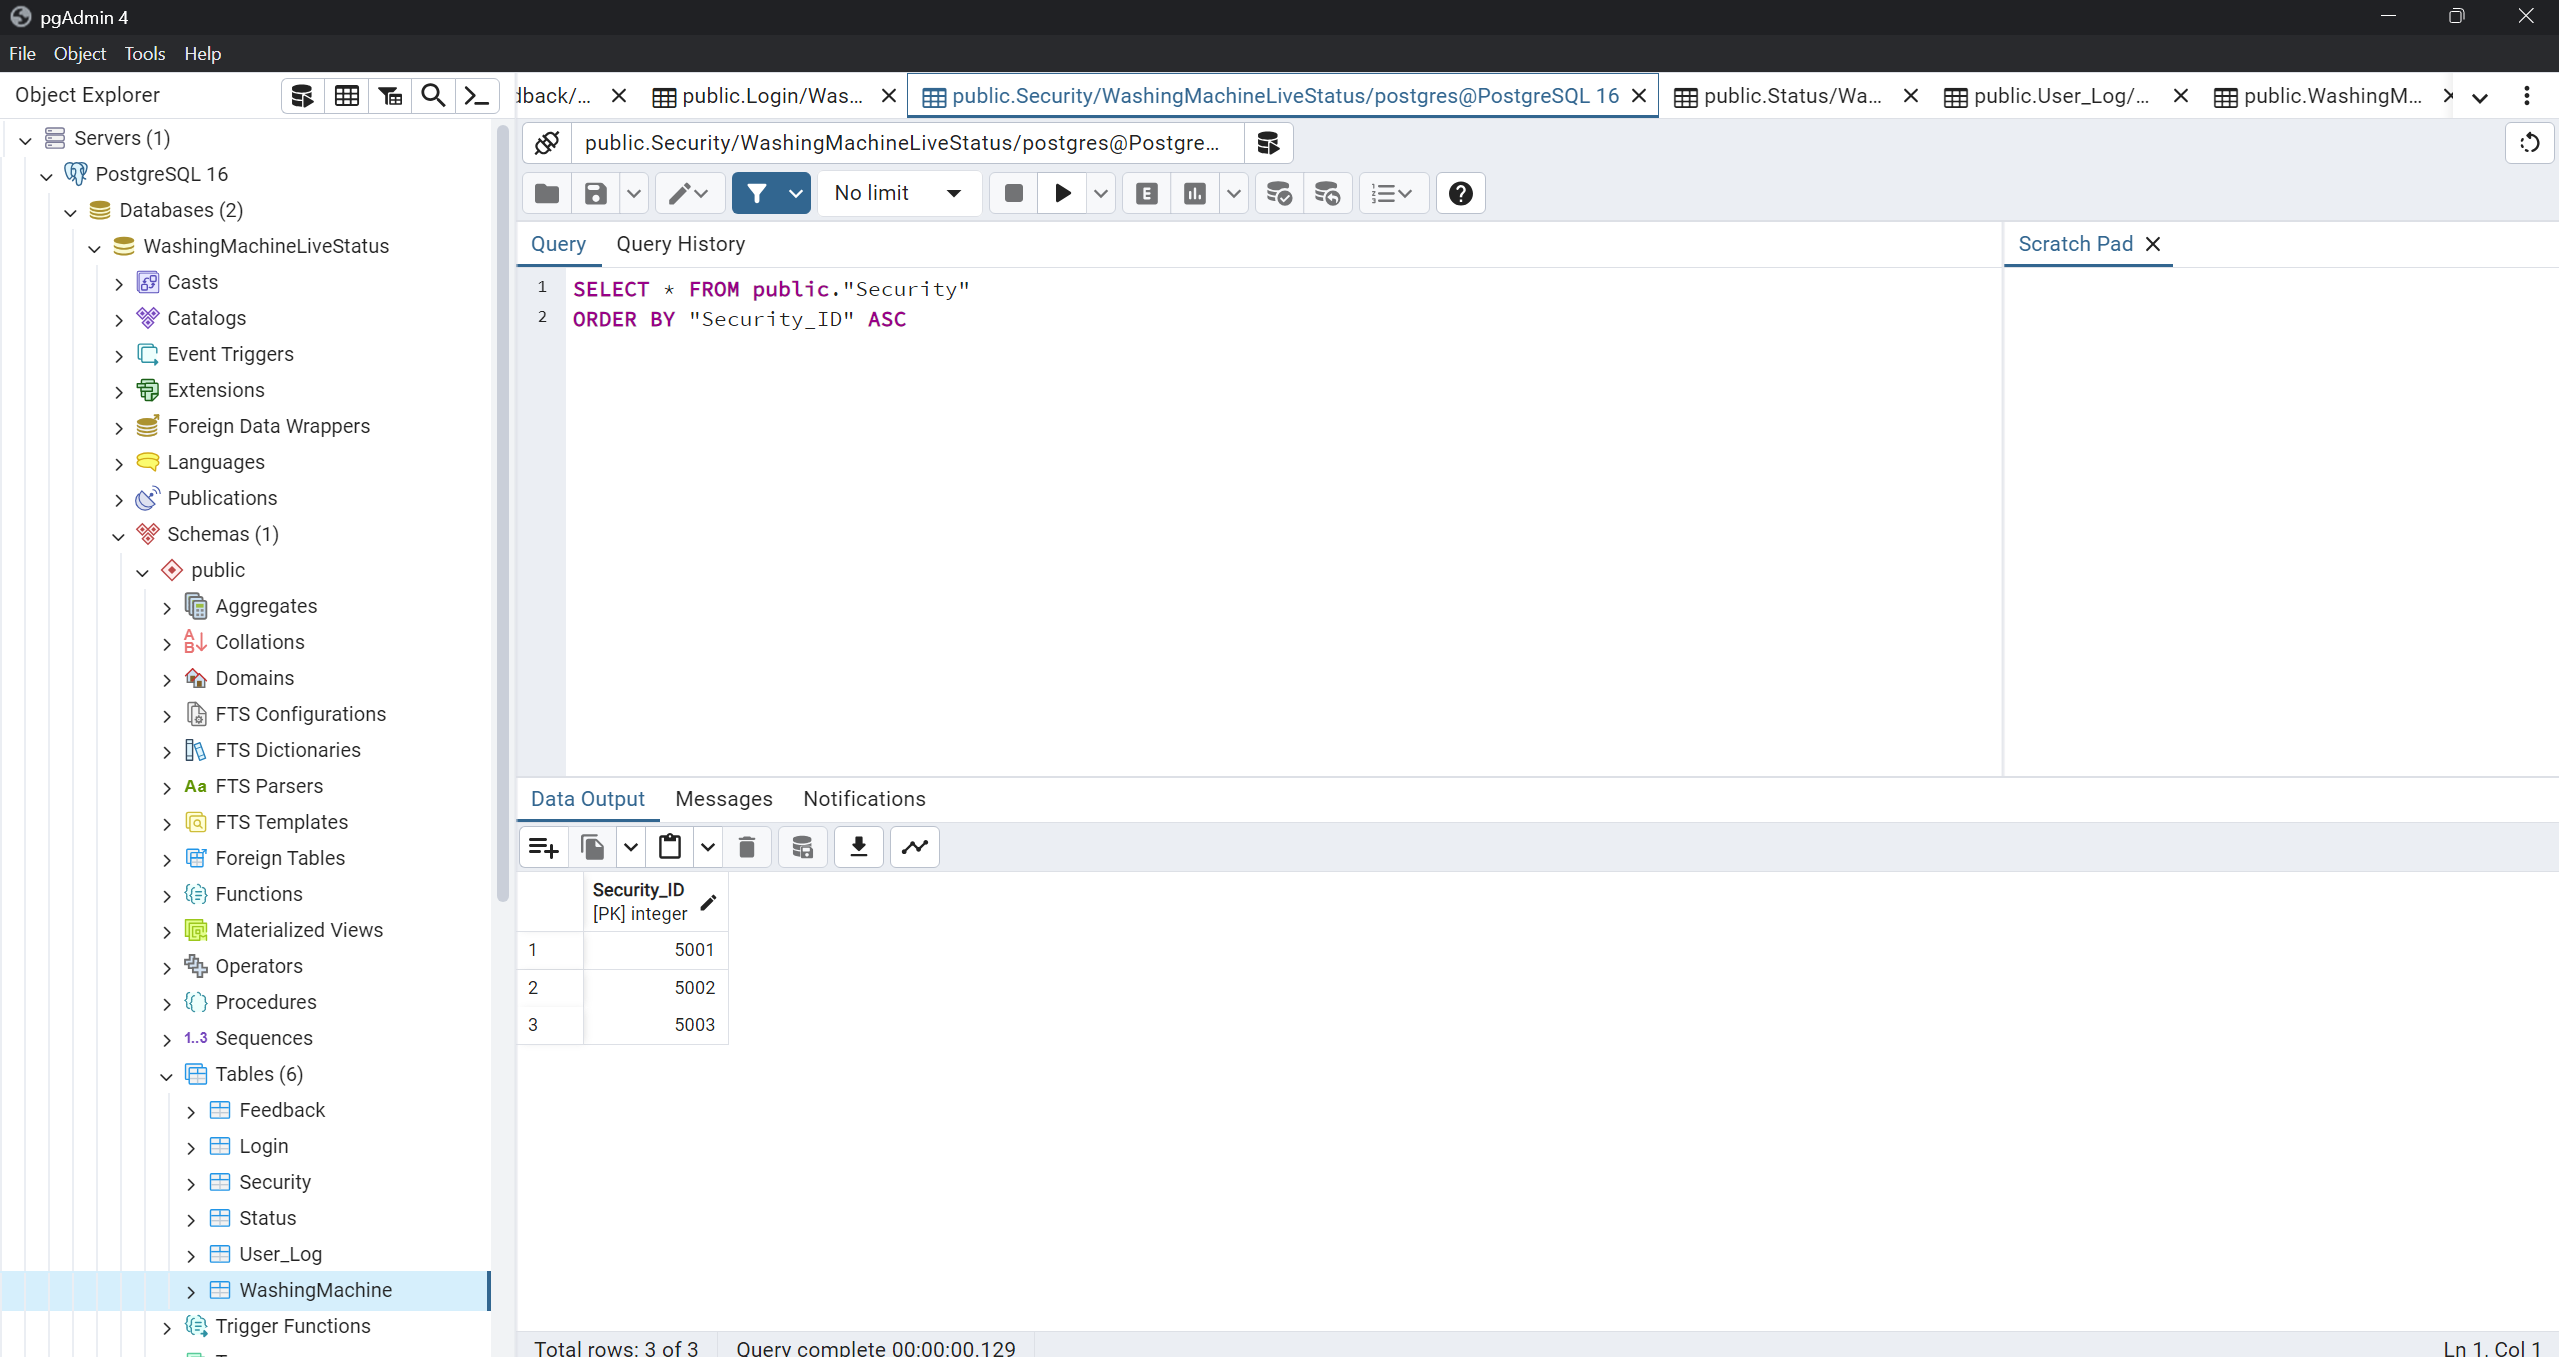 pgAdmin 4
File Object Tools Help
Object Explorer
dback/...
public.Login/Was...
public.Security/WashingMachineLiveStatus/postgres@PostgreSQL 16
public.Status/Wa...
public.User_Log/...
public.WashingM...
Servers (1)
PostgreSQL 16
Databases (2)
WashingMachineLiveStatus
Casts
Catalogs
Event Triggers
Extensions
Foreign Data Wrappers
Languages
Publications
Schemas (1)
public
Aggregates
Collations
Domains
FTS Configurations
FTS Dictionaries
Aa FTS Parsers
FTS Templates
Foreign Tables
Functions
Materialized Views
Operators
Procedures
1..3 Sequences
Tables (6)
Feedback
Login
Security
Status
User_Log
WashingMachine
Trigger Functions
public.Security/WashingMachineLiveStatus/postgres@Postgre...
No limit
E
Query Query History
Scratch Pad
1 SELECT * FROM public."Security"
2 ORDER BY "Security_ID" ASC
Data Output Messages Notifications
Security_ID
[PK] integer
1 5001
2 5002
3 5003
Total rows: 3 of 3 Query complete 00:00:00.129 Ln 1, Col 1